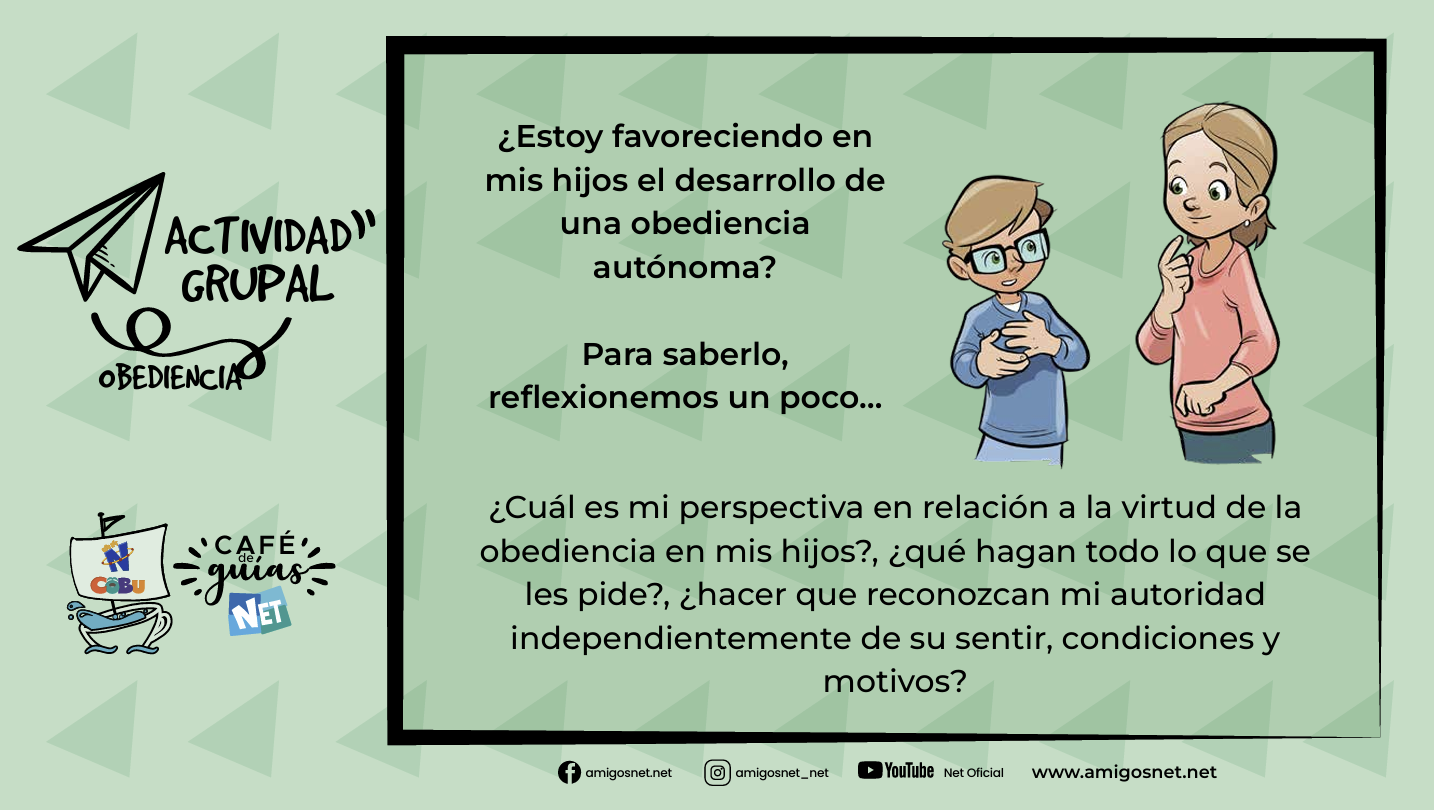 ACTIVIDAD
GRUPAL
OBEDIENCIA
N
COBU
CAFÉ
de
guías
NET
¿Estoy favoreciendo en
mis hijos el desarrollo de
una obediencia
autónoma?
Para saberlo,
reflexionemos un poco...
¿Cuál es mi perspectiva en relación a la virtud de la
obediencia en mis hijos?, ¿qué hagan todo lo que se
les pide?, ¿hacer que reconozcan mi autoridad
independientemente de su sentir, condiciones y
motivos?
amigosnet.net
amigosnet_net
YouTube Net Oficial
www.amigosnet.net